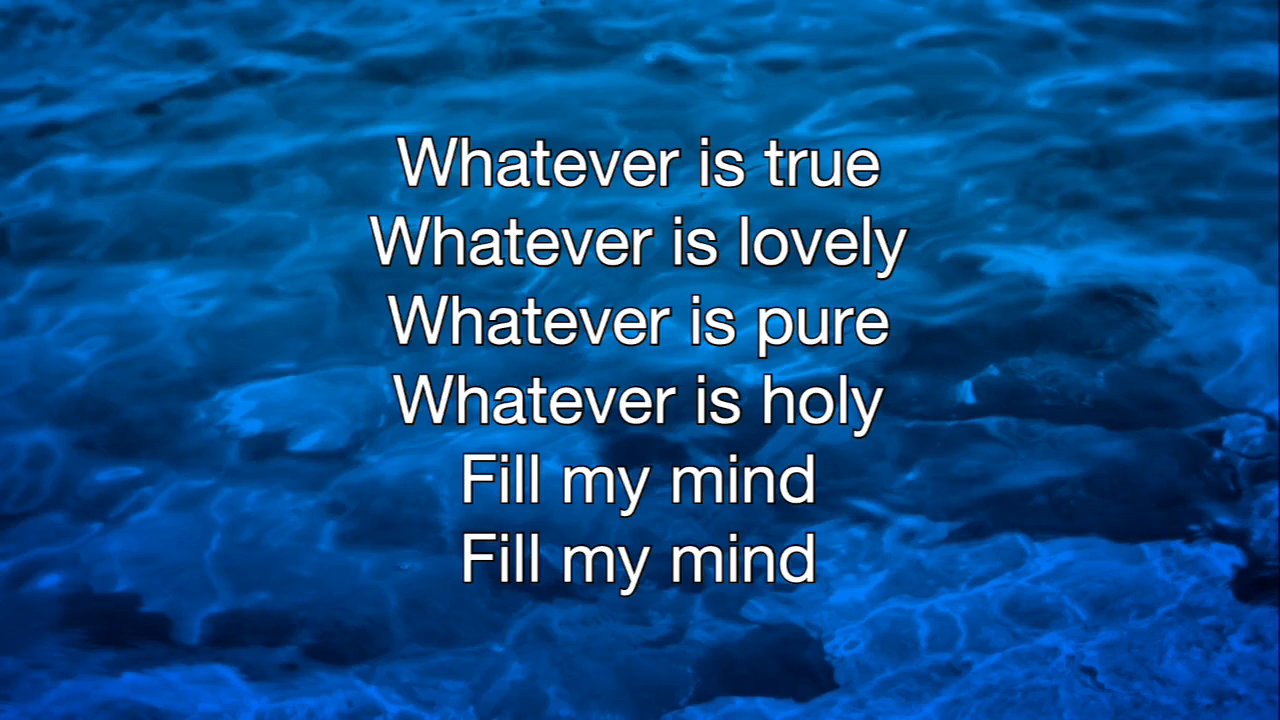 Whatever is true
Whatever is lovely
Whatever is pure
Whatever is holy
Fill my mind
Fill my mind